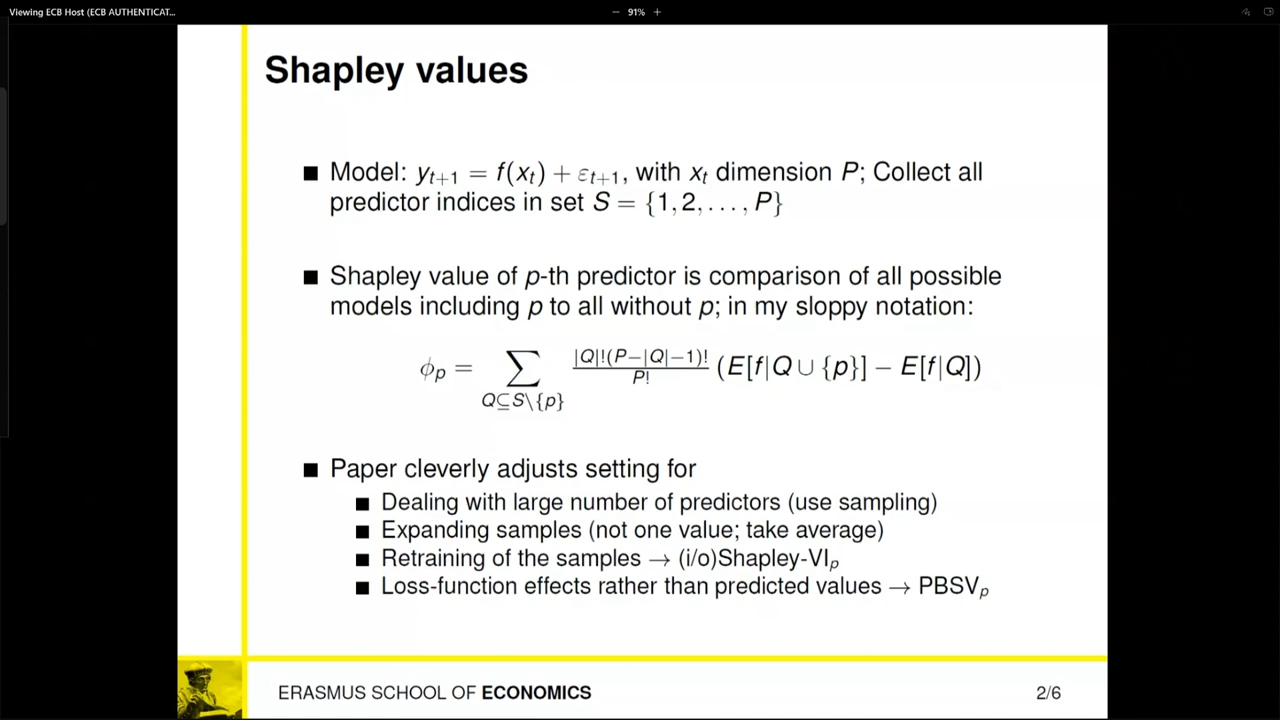 Viewing ECB Host (ECB AUTHENTICAT...
− 91% +
Shapley values
■ Model: yₜ₊₁ = f(xₜ) + εₜ₊₁, with xₜ dimension P; Collect all
predictor indices in set S = {1, 2, . . . , P}
■ Shapley value of p-th predictor is comparison of all possible
models including p to all without p; in my sloppy notation:
ϕₚ = ∑_{Q⊆S\{p}} |Q|!(P−|Q|−1)!/P! (E[f|Q ∪ {p}] − E[f|Q])
■ Paper cleverly adjusts setting for
■ Dealing with large number of predictors (use sampling)
■ Expanding samples (not one value; take average)
■ Retraining of the samples → (i/o)Shapley-VIₚ
■ Loss-function effects rather than predicted values → PBSVₚ
ERASMUS SCHOOL OF ECONOMICS
2/6